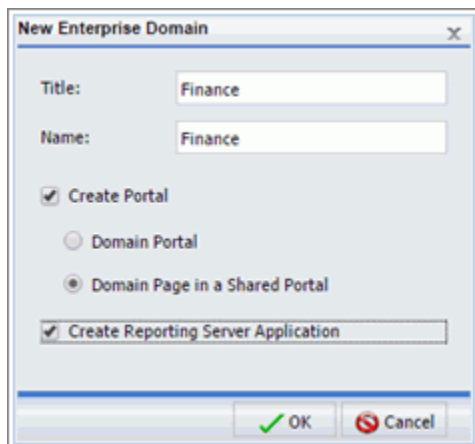 New Enterprise Domain
Title: Finance
Name: Finance
Create Portal
Domain Portal
Domain Page in a Shared Portal
Create Reporting Server Application
OK Cancel